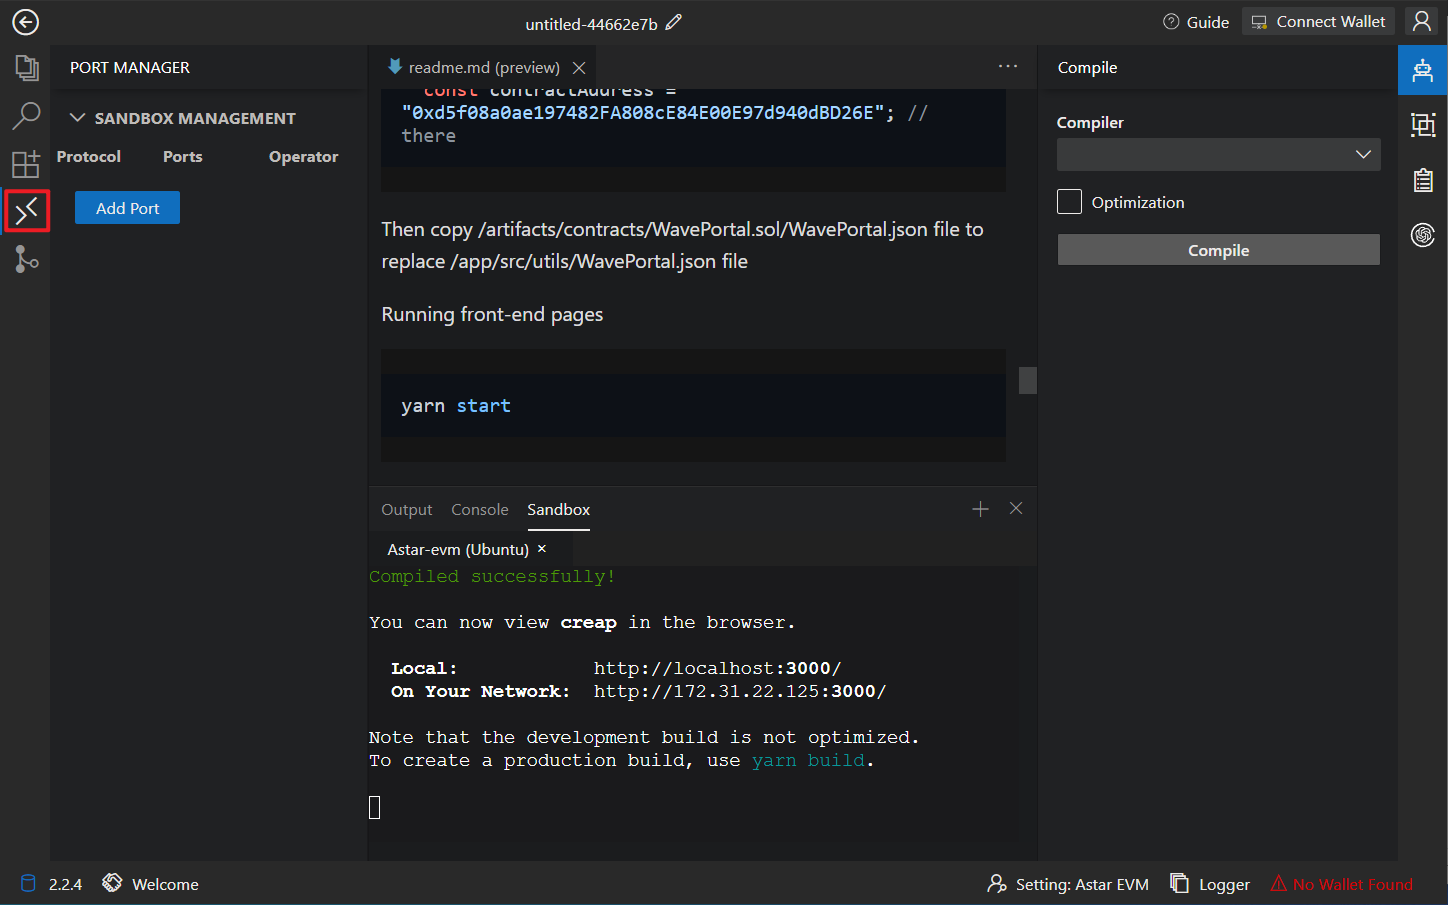 untitled-44662e7b
Guide
Connect Wallet
PORT MANAGER
SANDBOX MANAGEMENT
Protocol Ports Operator
Add Port
readme.md (preview)
const contractAddress =
"0xd5f08a0ae197482FA808cE84E00E97d940dBD26E"; //
there
Then copy /artifacts/contracts/WavePortal.sol/WavePortal.json file to
replace /app/src/utils/WavePortal.json file
Running front-end pages
yarn start
Output Console Sandbox
Astar-evm (Ubuntu)
Compiled successfully!
You can now view creap in the browser.
Local: http://localhost:3000/
On Your Network: http://172.31.22.125:3000/
Note that the development build is not optimized.
To create a production build, use yarn build.
Compile
Compiler
Optimization
Compile
2.2.4
Welcome
Setting: Astar EVM
Logger
No Wallet Found